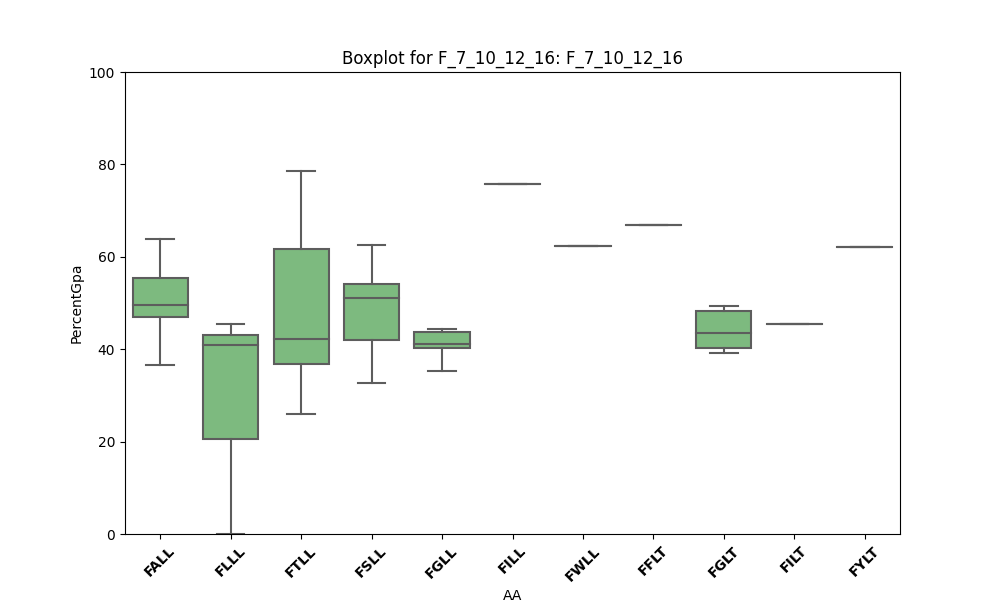 Boxplot for F_7_10_12_16: F_7_10_12_16
PercentGpa
100
80
60
40
20
0
FALL
FLLL
FTLL
FSLL
FGLL
FILL
FWLL
FFLT
FGLT
FILT
FYLT
AA